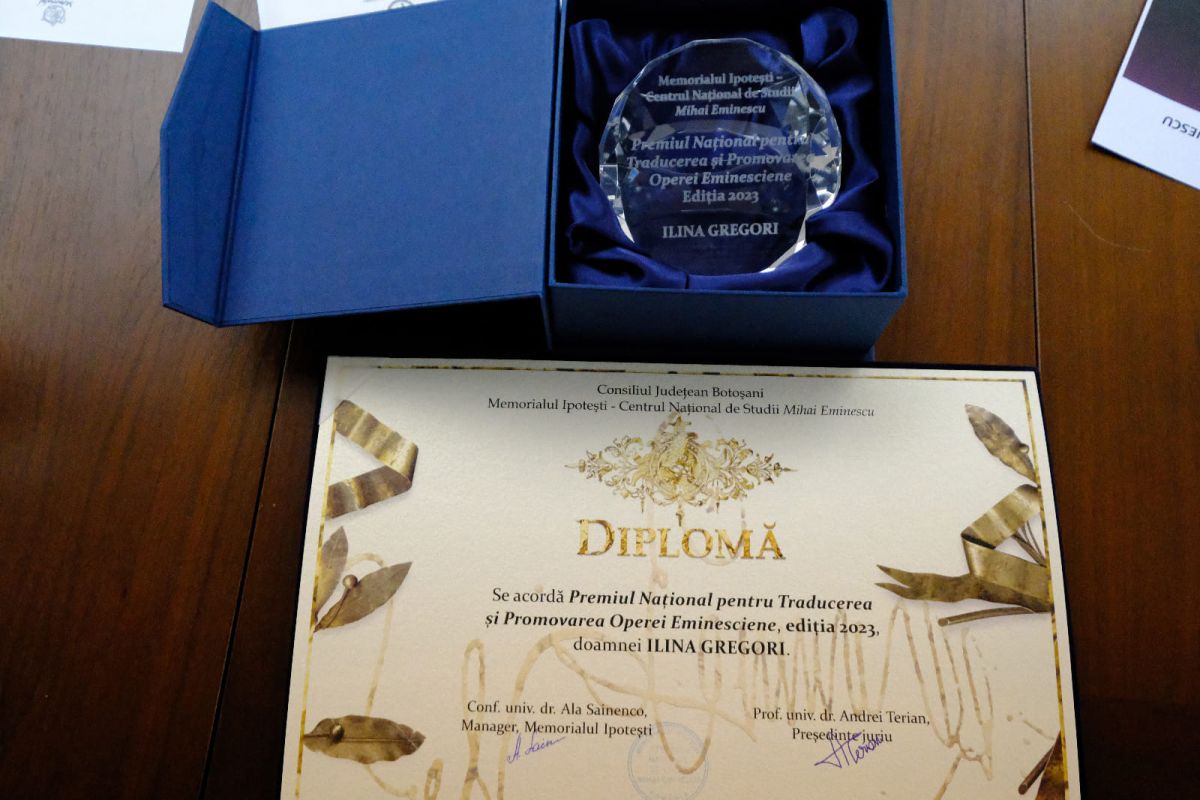 Memorialul Ipotești –
Centrul Național de Studii
Mihai Eminescu
Premiul Național pentru
Traducerea și Promovarea
Operei Eminesciene
Ediția 2023
ILINA GREGORI
Consiliul Județean Botoșani
Memorialul Ipotești - Centrul Național de Studii Mihai Eminescu
DIPLOMĂ
Se acordă Premiul Național pentru Traducerea
și Promovarea Operei Eminesciene, ediția 2023,
doamnei ILINA GREGORI.
Conf. univ. dr. Ala Sainenco,
Manager, Memorialul Ipotești
Prof. univ. dr. Andrei Terian,
Președinte juriu